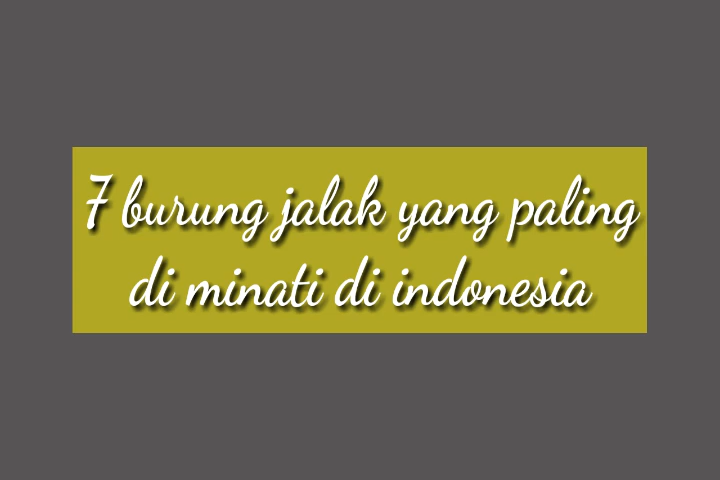 7 burung jalak yang paling
di minati di indonesia